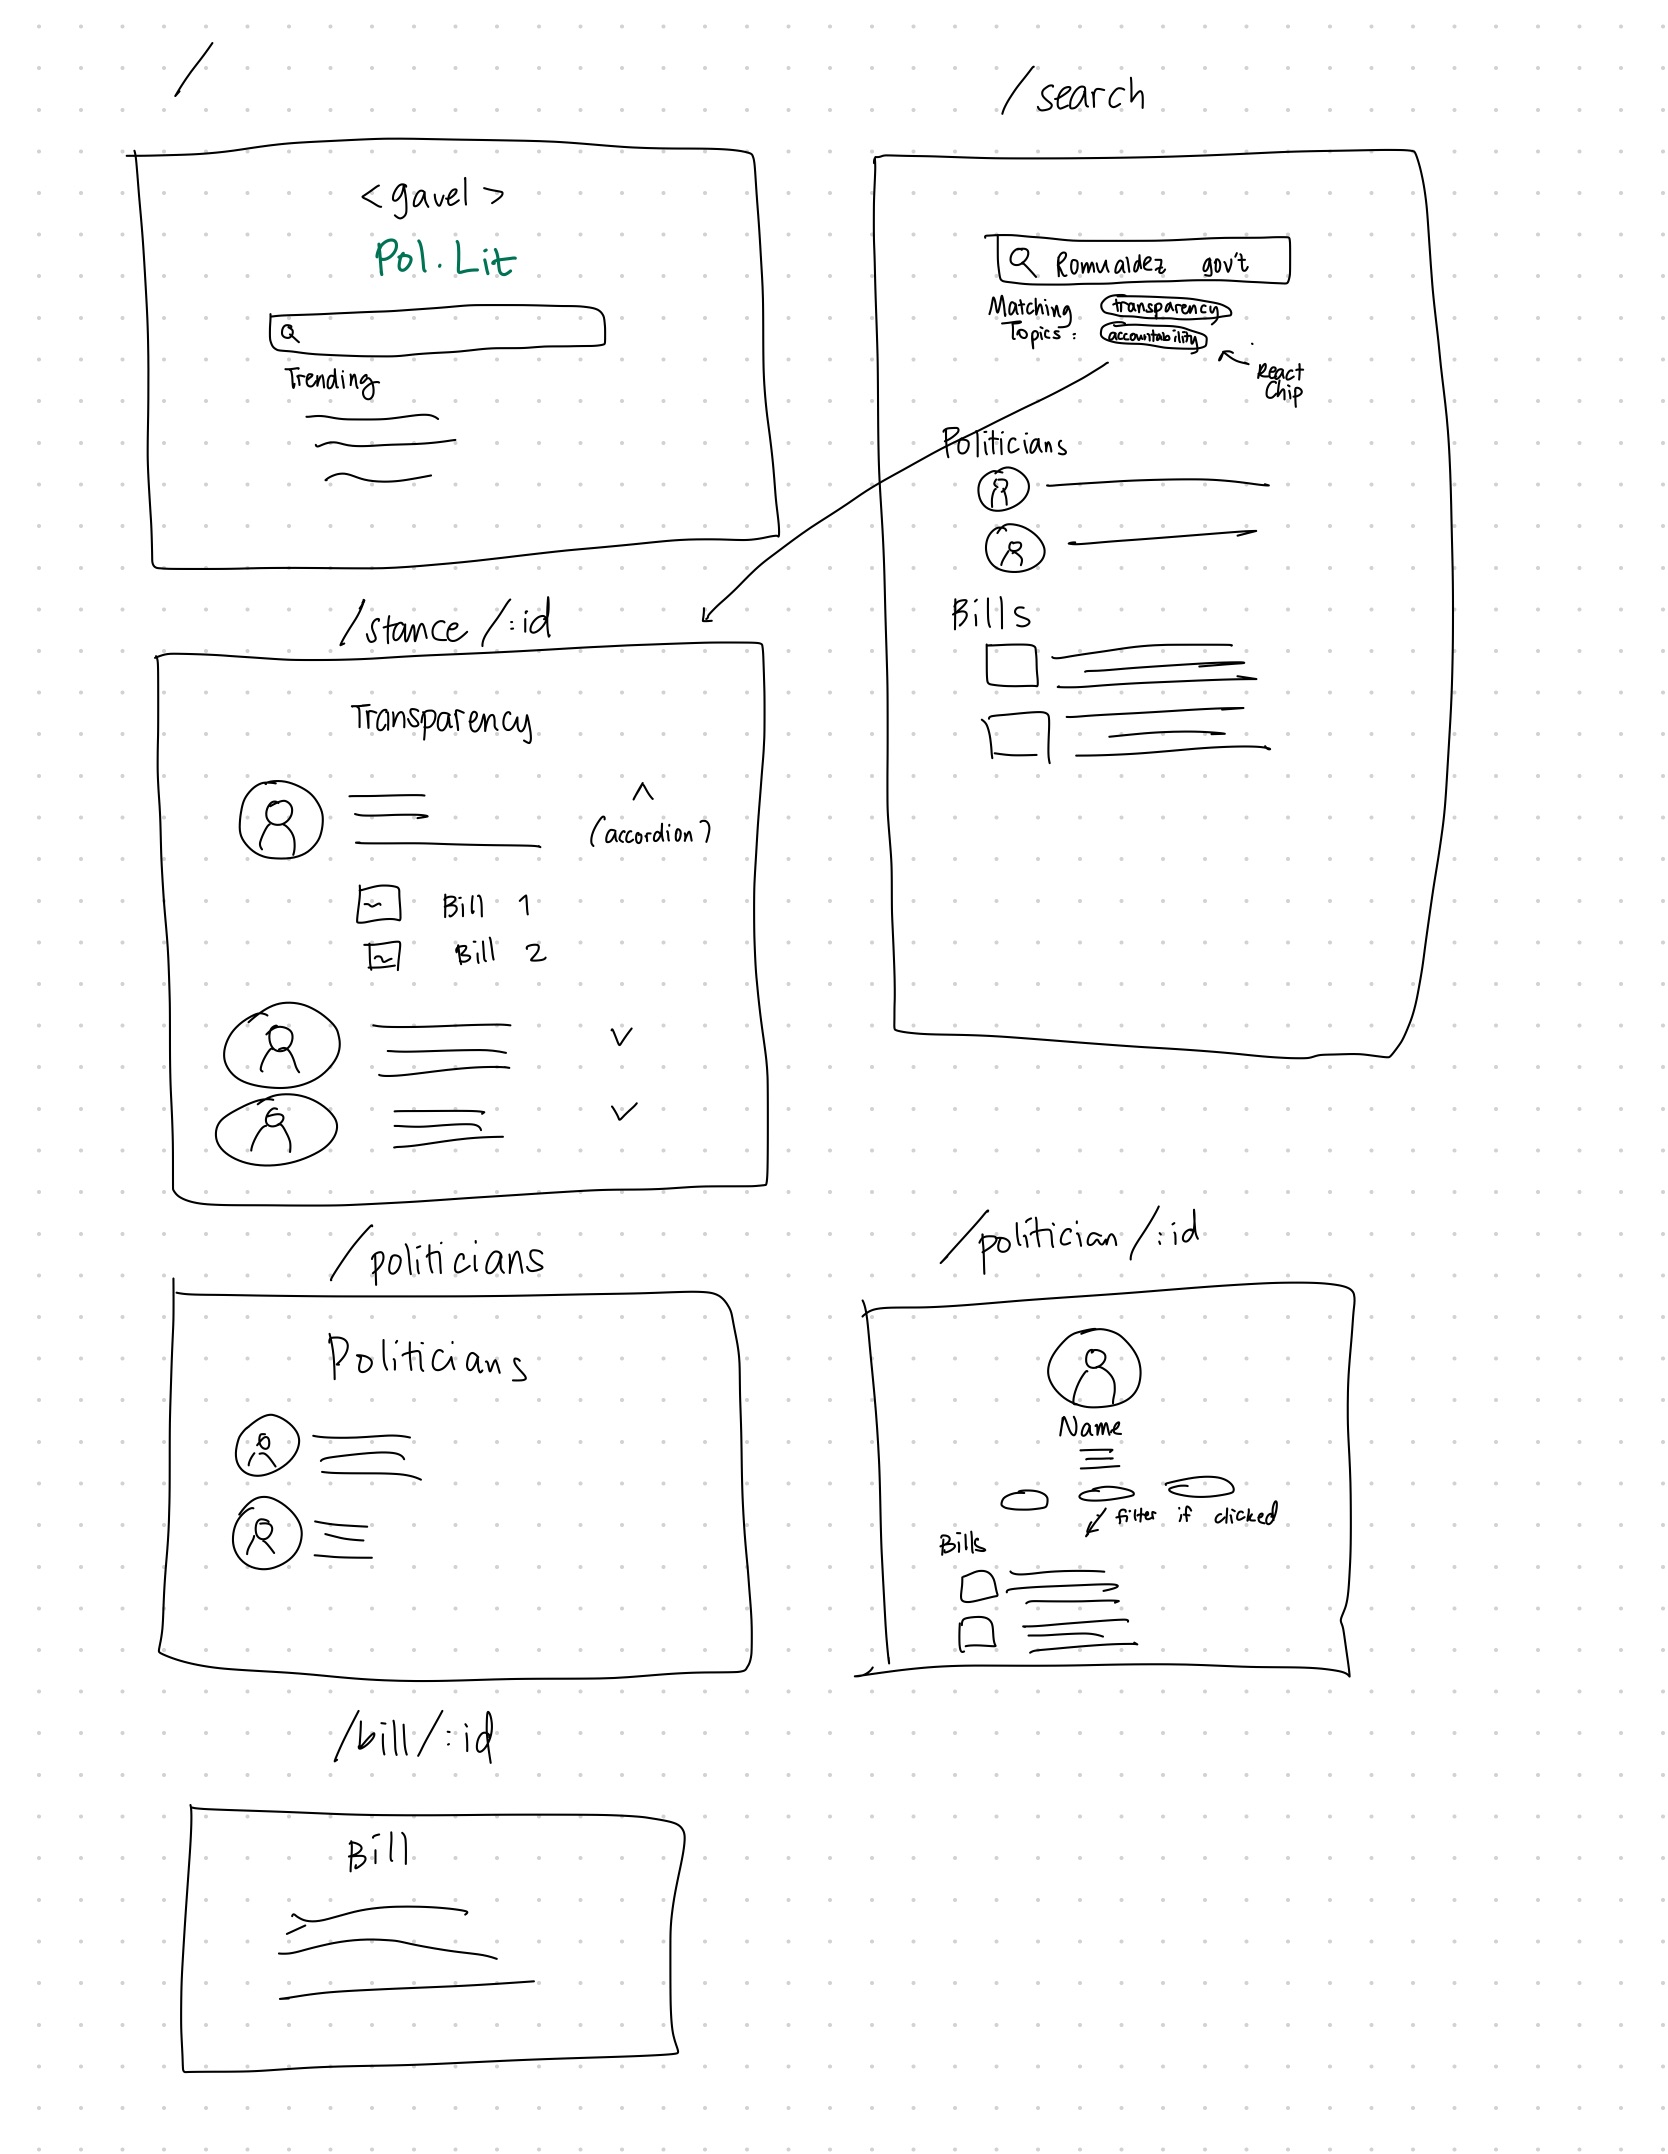 /
<gavel>
Pol.Lit
Trending
/search
Romualdez gov't
Matching
Topics:
transparency
accountability
React
Chip
Politicians
Bills
/stance/:id
Transparency
(accordion)
Bill 1
Bill 2
/politicians
Politicians
/politician/:id
Name
filter if clicked
Bills
/bill/:id
Bill